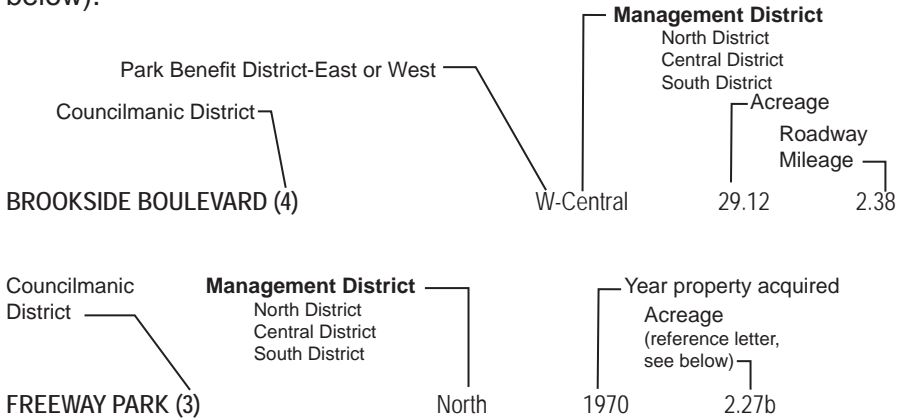 below).
Management District
North District
Central District
South District
Park Benefit District-East or West
Acreage
Councilmanic District
Roadway
Mileage
BROOKSIDE BOULEVARD (4) W-Central 29.12 2.38
Councilmanic
District
Management District
North District
Central District
South District
Year property acquired
Acreage
(reference letter,
see below)
FREEWAY PARK (3) North 1970 2.27b